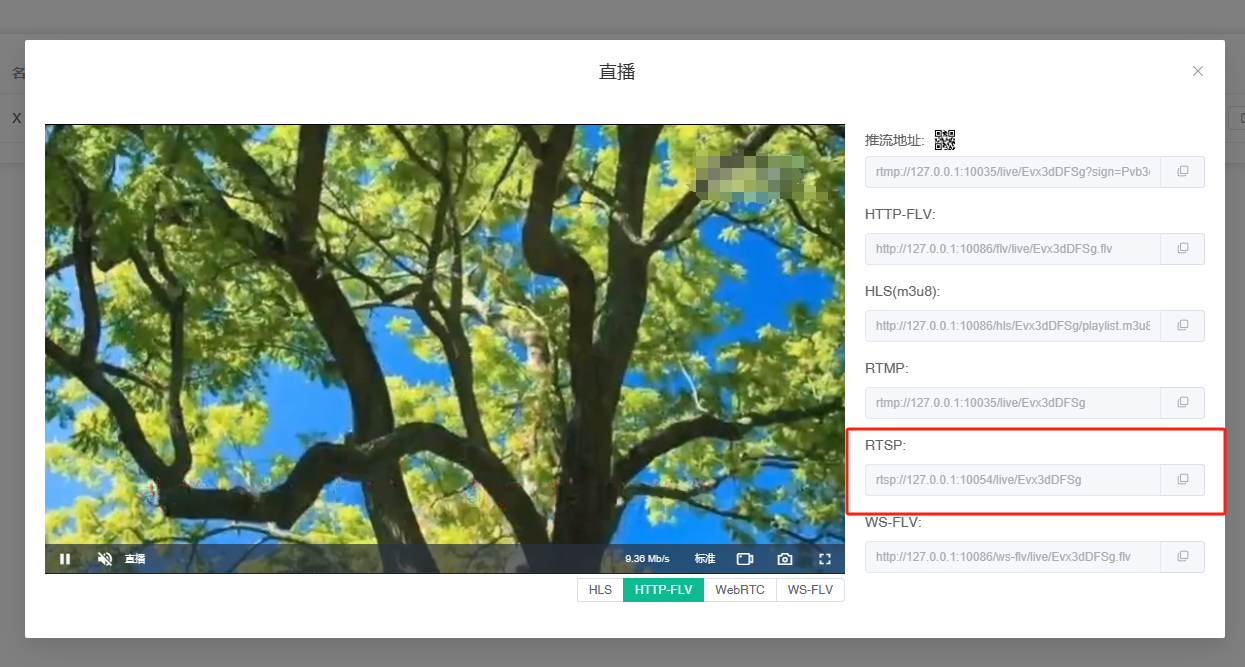 名
X
直播
推流地址:
rtmp://127.0.0.1:10035/live/Evx3dDFSg?sign=Pvb3
HTTP-FLV:
http://127.0.0.1:10086/flv/live/Evx3dDFSg.flv
HLS(m3u8):
http://127.0.0.1:10086/hls/Evx3dDFSg/playlist.m3u8
RTMP:
rtmp://127.0.0.1:10035/live/Evx3dDFSg
RTSP:
rtsp://127.0.0.1:10054/live/Evx3dDFSg
WS-FLV:
http://127.0.0.1:10086/ws-flv/live/Evx3dDFSg.flv
直播 9.36 Mb/s 标准
HLS HTTP-FLV WebRTC WS-FLV